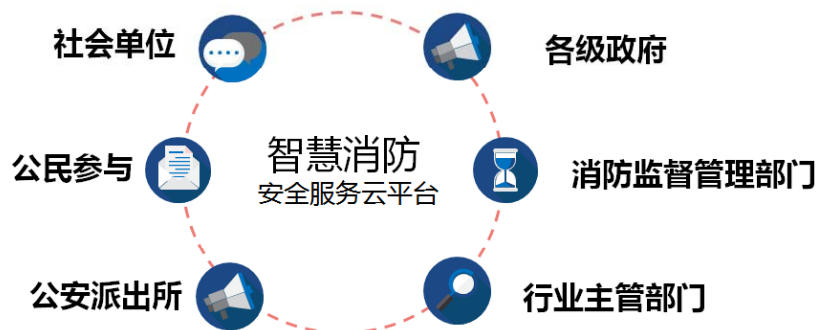 社会单位
各级政府
公民参与
智慧消防
安全服务云平台
消防监督管理部门
公安派出所
行业主管部门